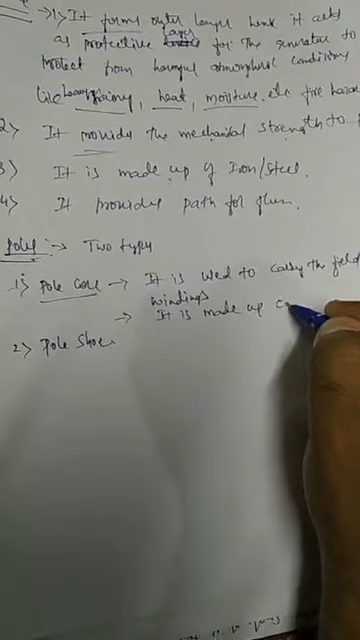 → 1) It forms outer layer hence it acts
as protective layer for the generator to
protect from harmful atmospheric conditions
like heavy rainy, heat, moisture etc fire hazar
2) It provides the mechanical strength to
3) It is made up of Iron/Steel.
4) It provides path for flux.
Poles :→ Two types
1) Pole Core → It is used to carry the field
windings
→ It is made up
2) Pole Shoe